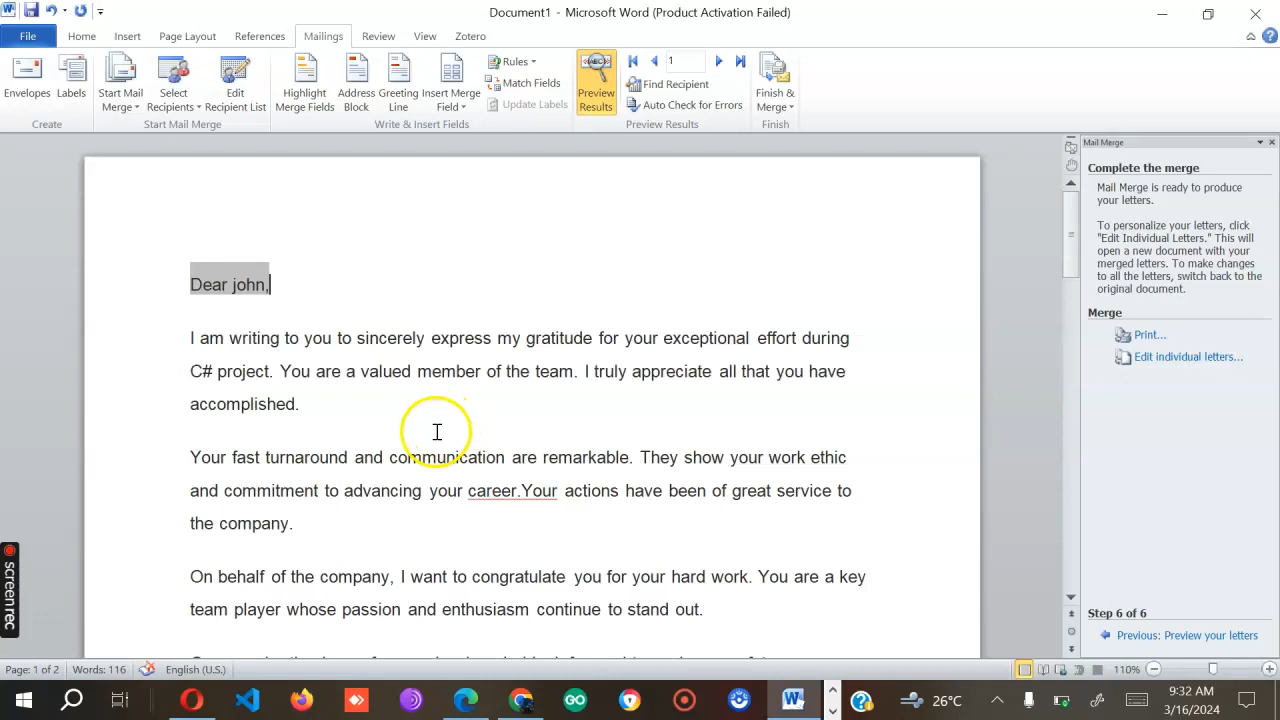 Document1 - Microsoft Word (Product Activation Failed)
File Home Insert Page Layout References Mailings Review View Zotero
Envelopes Labels Start Mail Merge Select Recipients Edit Recipient List Highlight Merge Fields Address Block Greeting Line Insert Merge Field Rules Match Fields Update Labels ABC Preview Results 1 Find Recipient Auto Check for Errors Finish & Merge
Create Start Mail Merge Write & Insert Fields Preview Results Finish
Mail Merge
Complete the merge
Mail Merge is ready to produce
your letters.
To personalize your letters, click
"Edit Individual Letters." This will
open a new document with your
merged letters. To make changes
to all the letters, switch back to the
original document.
Merge
Print...
Edit individual letters...
Step 6 of 6
Previous: Preview your letters
Dear john,
I am writing to you to sincerely express my gratitude for your exceptional effort during
C# project. You are a valued member of the team. I truly appreciate all that you have
accomplished.
Your fast turnaround and communication are remarkable. They show your work ethic
and commitment to advancing your career.Your actions have been of great service to
the company.
On behalf of the company, I want to congratulate you for your hard work. You are a key
team player whose passion and enthusiasm continue to stand out.
screen rec
Page: 1 of 2 Words: 116 English (U.S.) 110%
26°C 9:32 AM
3/16/2024